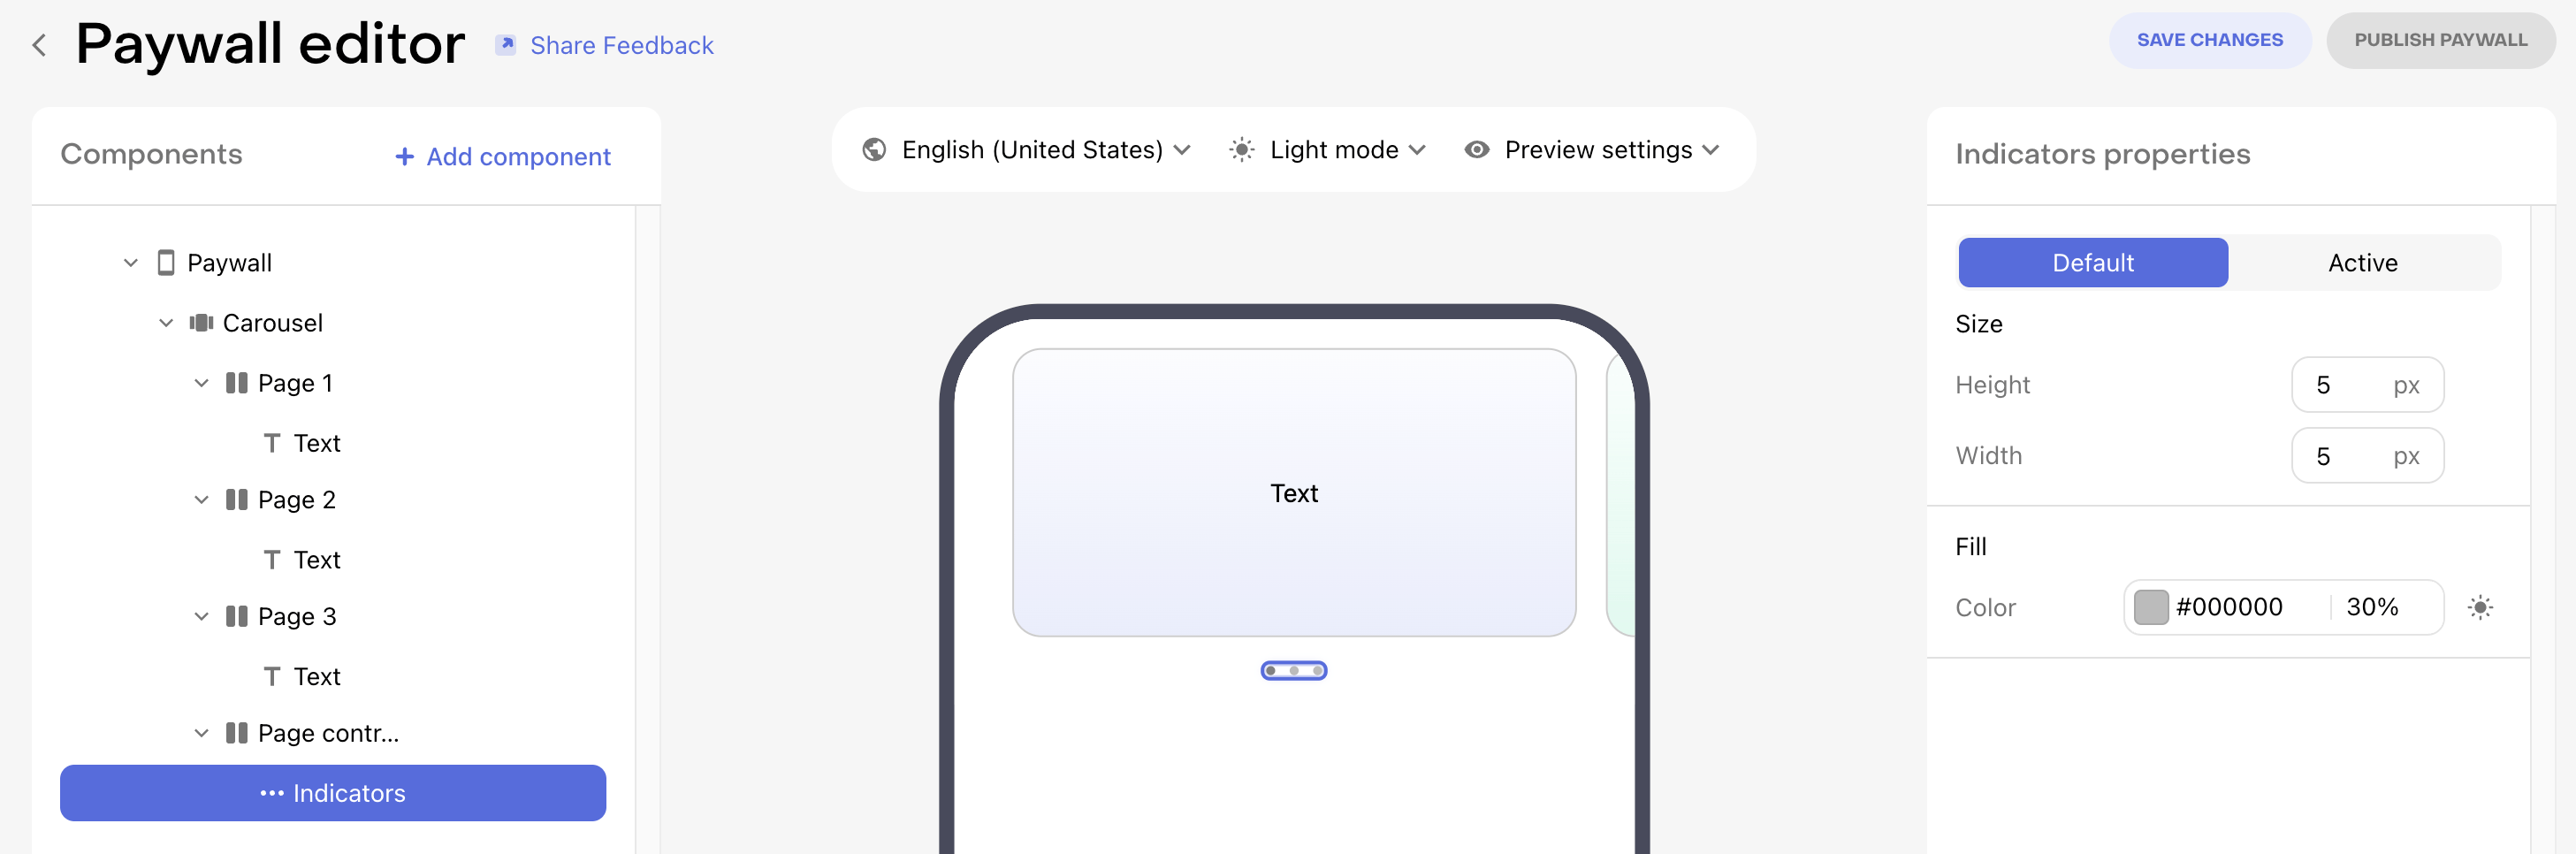 Paywall editor
Share Feedback
SAVE CHANGES
PUBLISH PAYWALL
Components
+ Add component
Paywall
Carousel
Page 1
Text
Page 2
Text
Page 3
Text
Page contr...
Indicators
English (United States)
Light mode
Preview settings
Text
Indicators properties
Default
Active
Size
Height
5 px
Width
5 px
Fill
Color
#000000
30%